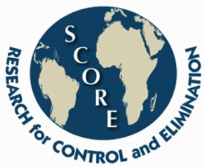 SCORE
RESEARCH for CONTROL and ELIMINATION